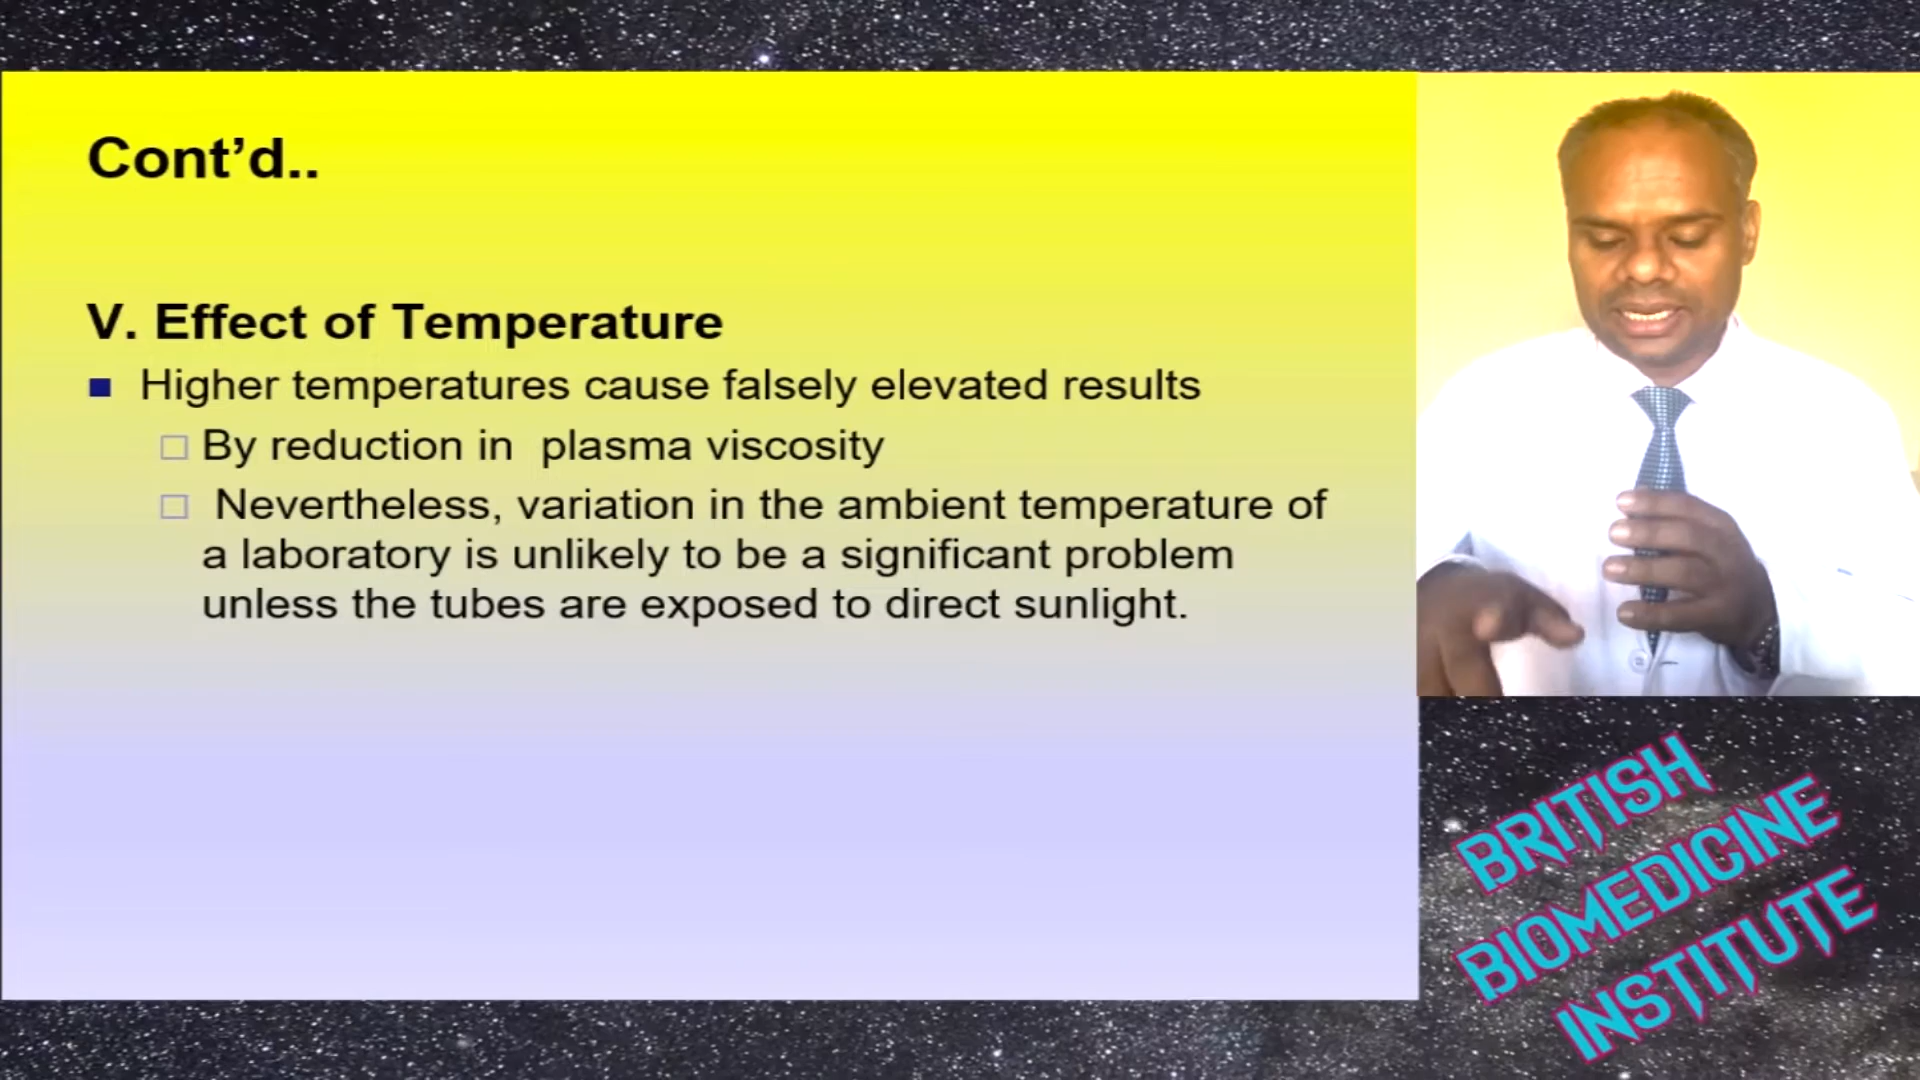 Cont’d..
V. Effect of Temperature
Higher temperatures cause falsely elevated results
By reduction in plasma viscosity
Nevertheless, variation in the ambient temperature of
a laboratory is unlikely to be a significant problem
unless the tubes are exposed to direct sunlight.
BRITISH
BIOMEDICINE
INSTITUTE